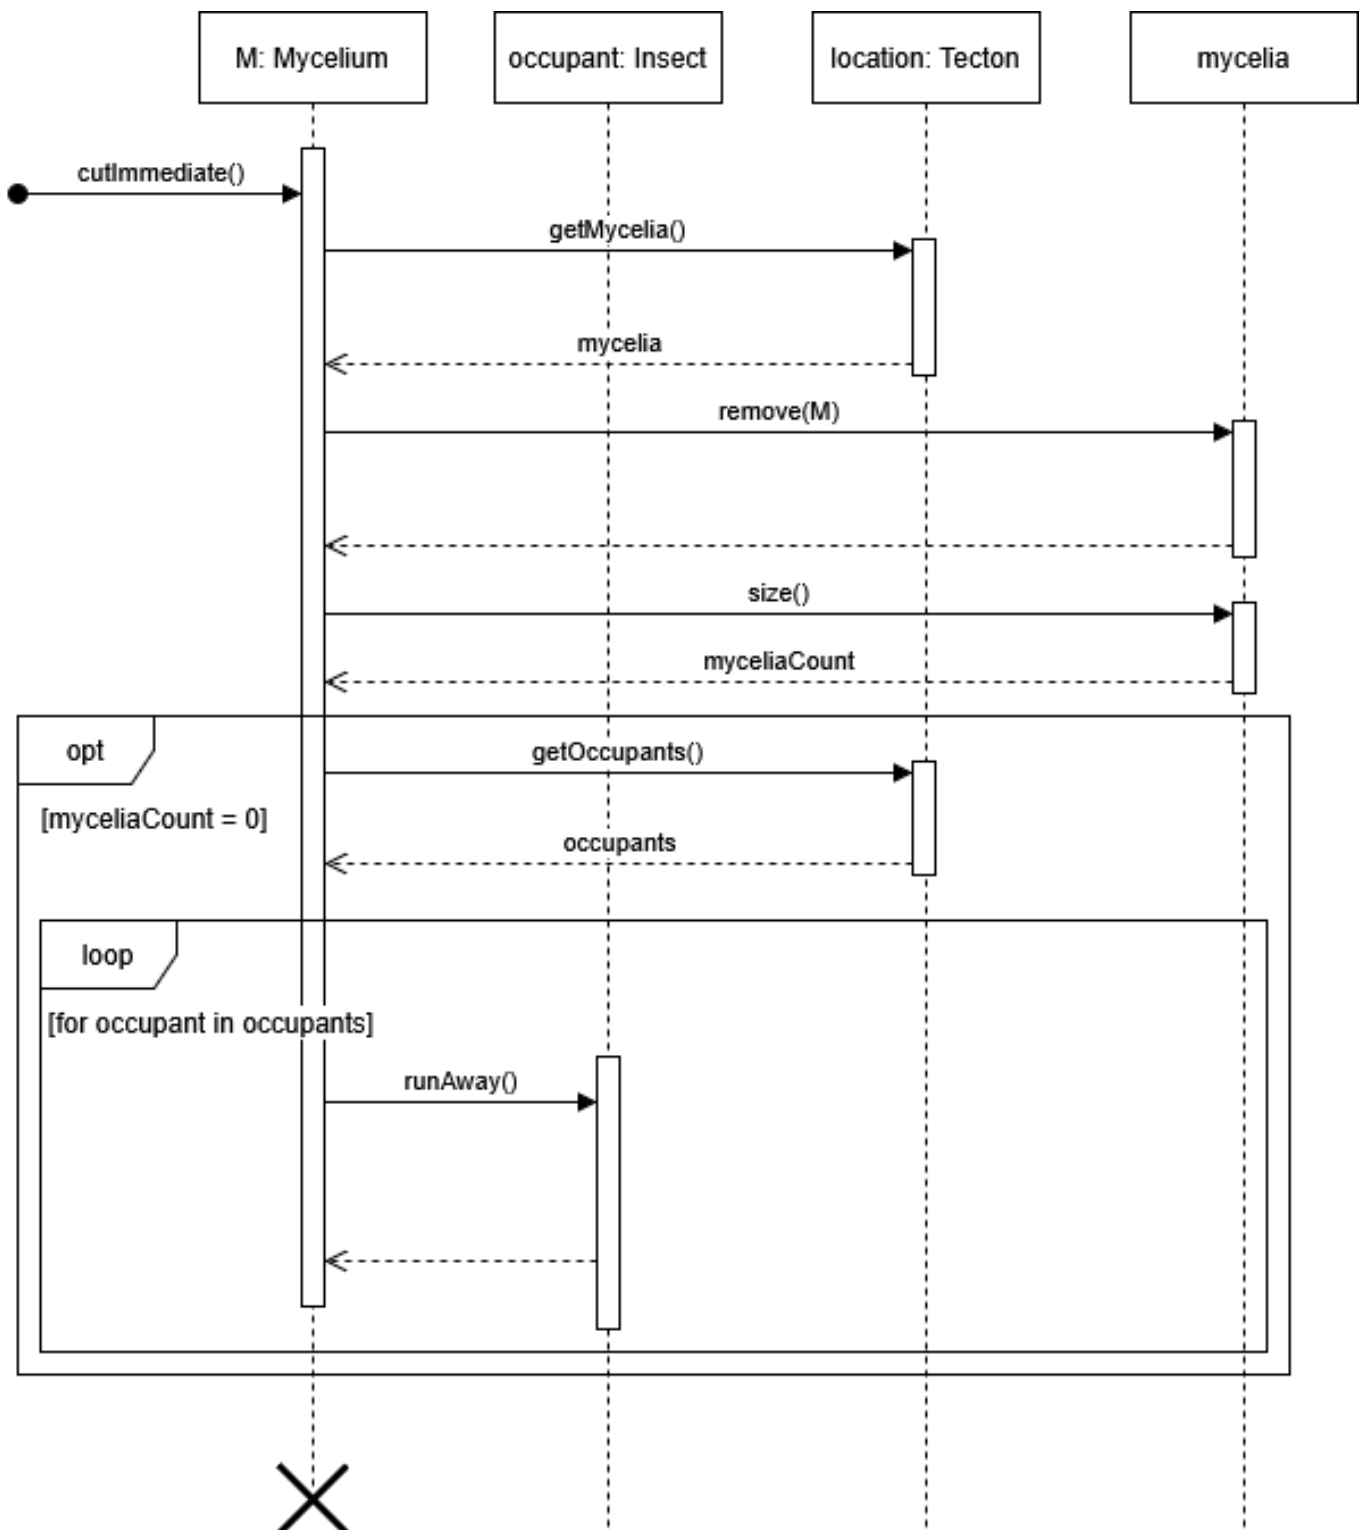 M: Mycelium
occupant: Insect
location: Tecton
mycelia
cutImmediate()
getMycelia()
mycelia
remove(M)
size()
myceliaCount
opt
getOccupants()
[myceliaCount = 0]
occupants
loop
[for occupant in occupants]
runAway()